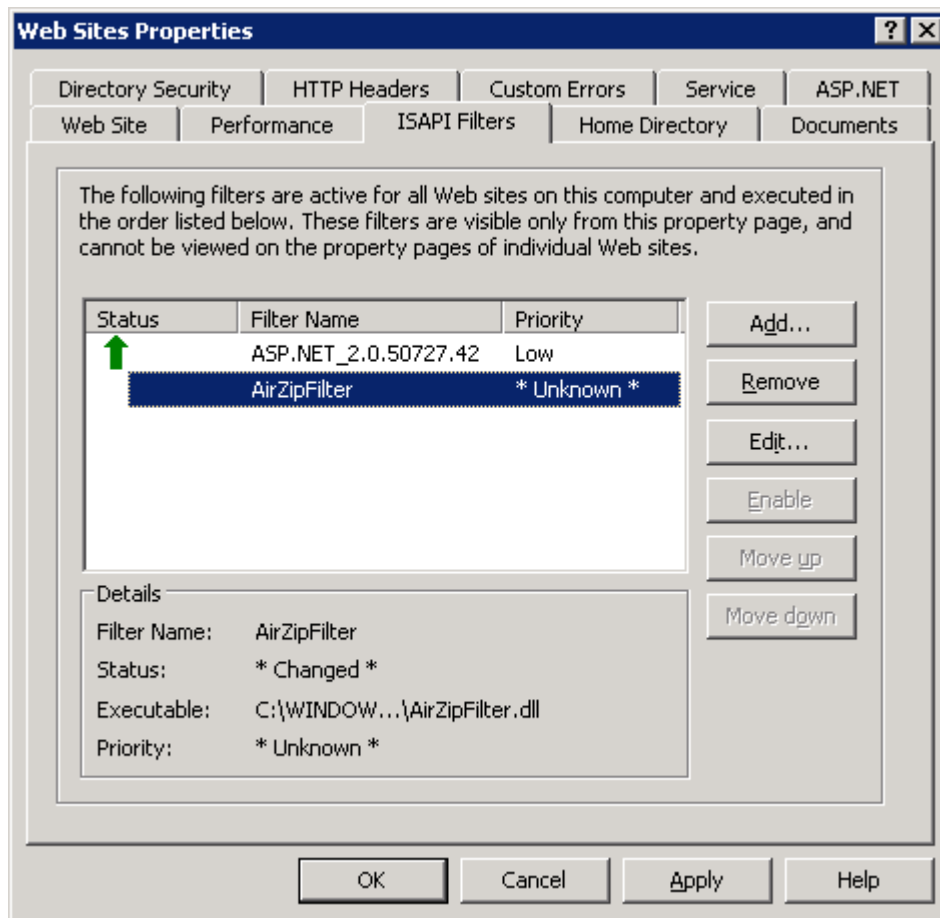 Web Sites Properties
Directory Security HTTP Headers Custom Errors Service ASP.NET
Web Site Performance ISAPI Filters Home Directory Documents
The following filters are active for all Web sites on this computer and executed in
the order listed below. These filters are visible only from this property page, and
cannot be viewed on the property pages of individual Web sites.
Status Filter Name Priority
ASP.NET_2.0.50727.42 Low
AirZipFilter * Unknown *
Add...
Remove
Edit...
Enable
Move up
Move down
Details
Filter Name: AirZipFilter
Status: * Changed *
Executable: C:\WINDOW...\AirZipFilter.dll
Priority: * Unknown *
OK Cancel Apply Help